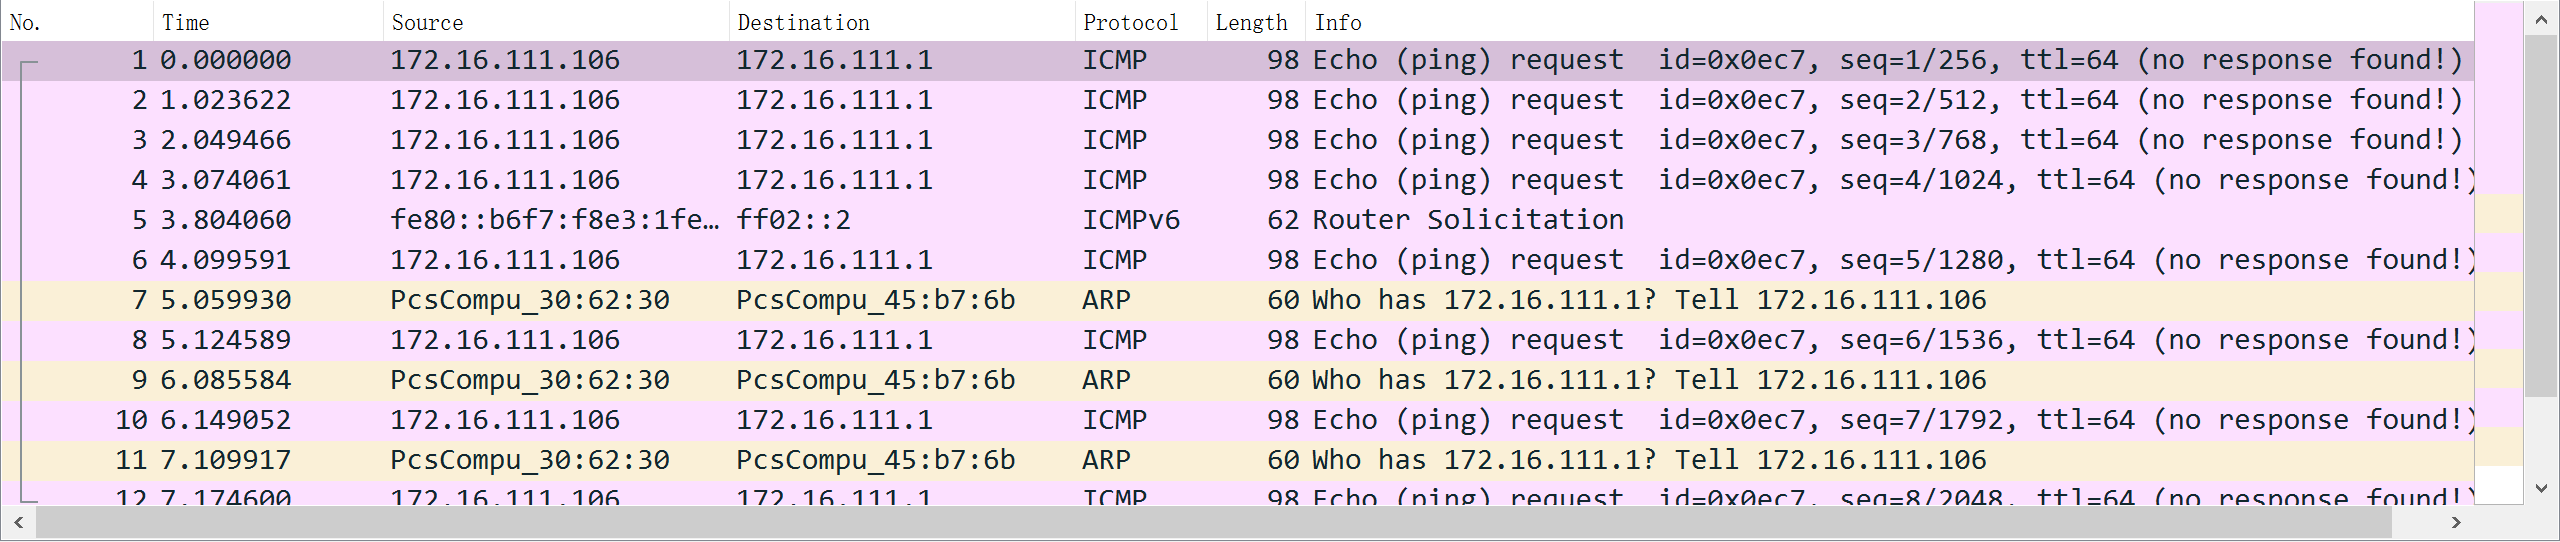 No. Time Source Destination Protocol Length Info
1 0.000000 172.16.111.106 172.16.111.1 ICMP 98 Echo (ping) request id=0x0ec7, seq=1/256, ttl=64 (no response found!)
2 1.023622 172.16.111.106 172.16.111.1 ICMP 98 Echo (ping) request id=0x0ec7, seq=2/512, ttl=64 (no response found!)
3 2.049466 172.16.111.106 172.16.111.1 ICMP 98 Echo (ping) request id=0x0ec7, seq=3/768, ttl=64 (no response found!)
4 3.074061 172.16.111.106 172.16.111.1 ICMP 98 Echo (ping) request id=0x0ec7, seq=4/1024, ttl=64 (no response found!)
5 3.804060 fe80::b6f7:f8e3:1fe… ff02::2 ICMPv6 62 Router Solicitation
6 4.099591 172.16.111.106 172.16.111.1 ICMP 98 Echo (ping) request id=0x0ec7, seq=5/1280, ttl=64 (no response found!)
7 5.059930 PcsCompu_30:62:30 PcsCompu_45:b7:6b ARP 60 Who has 172.16.111.1? Tell 172.16.111.106
8 5.124589 172.16.111.106 172.16.111.1 ICMP 98 Echo (ping) request id=0x0ec7, seq=6/1536, ttl=64 (no response found!)
9 6.085584 PcsCompu_30:62:30 PcsCompu_45:b7:6b ARP 60 Who has 172.16.111.1? Tell 172.16.111.106
10 6.149052 172.16.111.106 172.16.111.1 ICMP 98 Echo (ping) request id=0x0ec7, seq=7/1792, ttl=64 (no response found!)
11 7.109917 PcsCompu_30:62:30 PcsCompu_45:b7:6b ARP 60 Who has 172.16.111.1? Tell 172.16.111.106
12 7.174600 172.16.111.106 172.16.111.1 ICMP 98 Echo (ping) request id=0x0ec7, seq=8/2048, ttl=64 (no response found!)